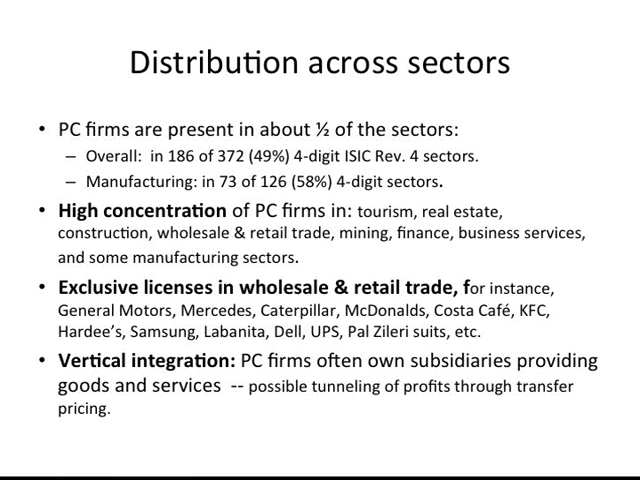 Distribution across sectors
• PC firms are present in about ½ of the sectors:
– Overall: in 186 of 372 (49%) 4-digit ISIC Rev. 4 sectors.
– Manufacturing: in 73 of 126 (58%) 4-digit sectors.
• High concentration of PC firms in: tourism, real estate,
construction, wholesale & retail trade, mining, finance, business services,
and some manufacturing sectors.
• Exclusive licenses in wholesale & retail trade, for instance,
General Motors, Mercedes, Caterpillar, McDonalds, Costa Café, KFC,
Hardee’s, Samsung, Labanita, Dell, UPS, Pal Zileri suits, etc.
• Vertical integration: PC firms often own subsidiaries providing
goods and services -- possible tunneling of profits through transfer
pricing.